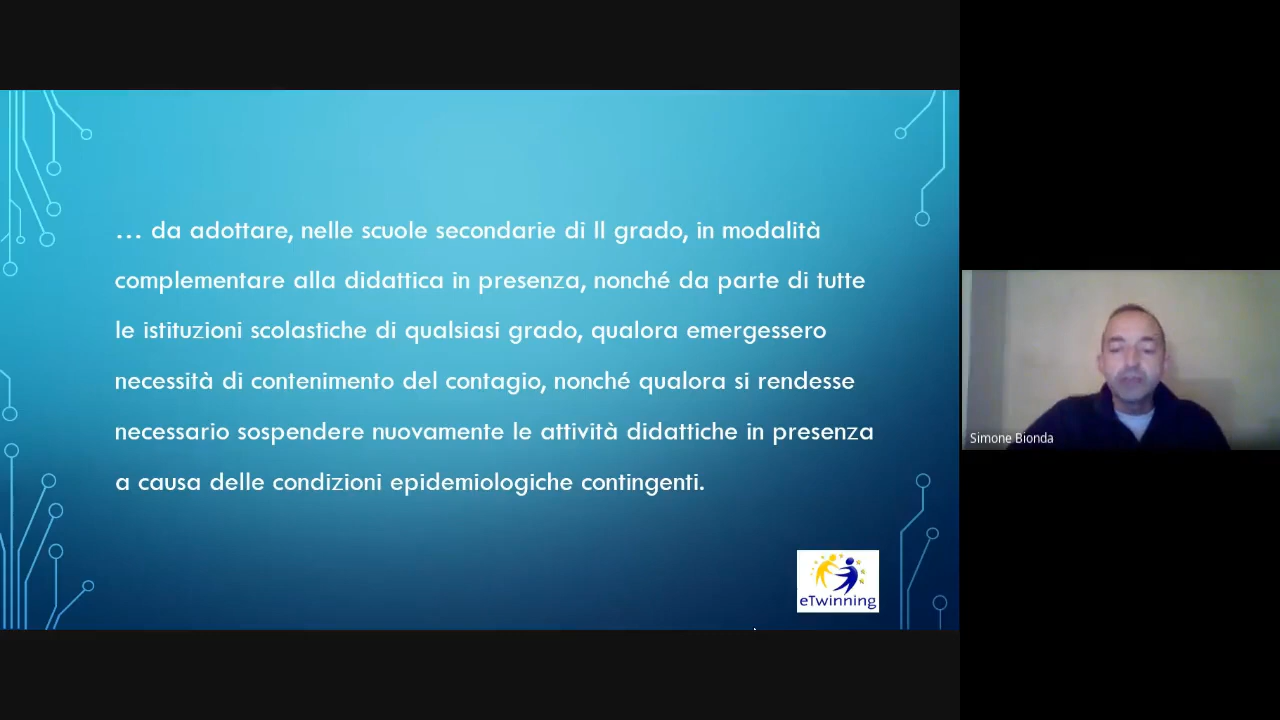 … da adottare, nelle scuole secondarie di II grado, in modalità
complementare alla didattica in presenza, nonché da parte di tutte
le istituzioni scolastiche di qualsiasi grado, qualora emergessero
necessità di contenimento del contagio, nonché qualora si rendesse
necessario sospendere nuovamente le attività didattiche in presenza
a causa delle condizioni epidemiologiche contingenti.
eTwinning
Simone Bionda